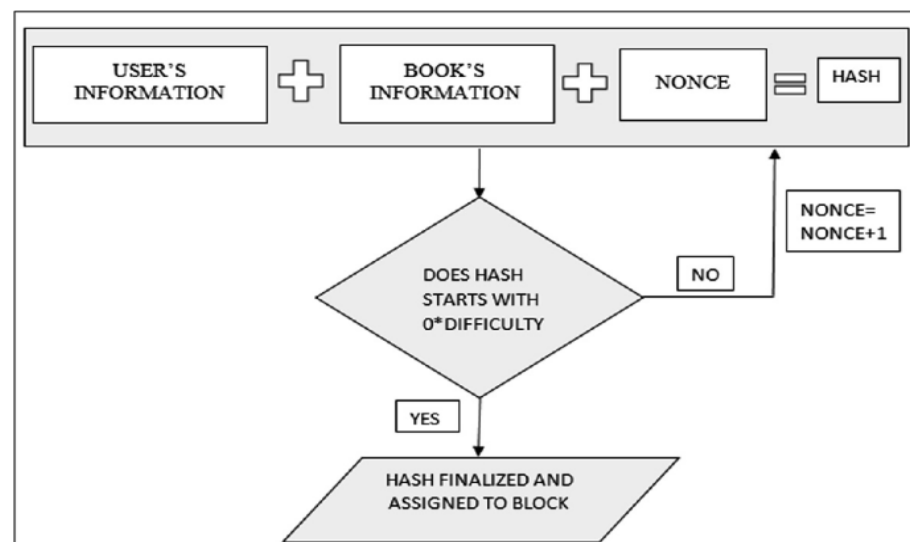 USER'S
INFORMATION
BOOK'S
INFORMATION
NONCE
HASH
NONCE=
NONCE+1
DOES HASH
STARTS WITH
0*DIFFICULTY
NO
YES
HASH FINALIZED AND
ASSIGNED TO BLOCK